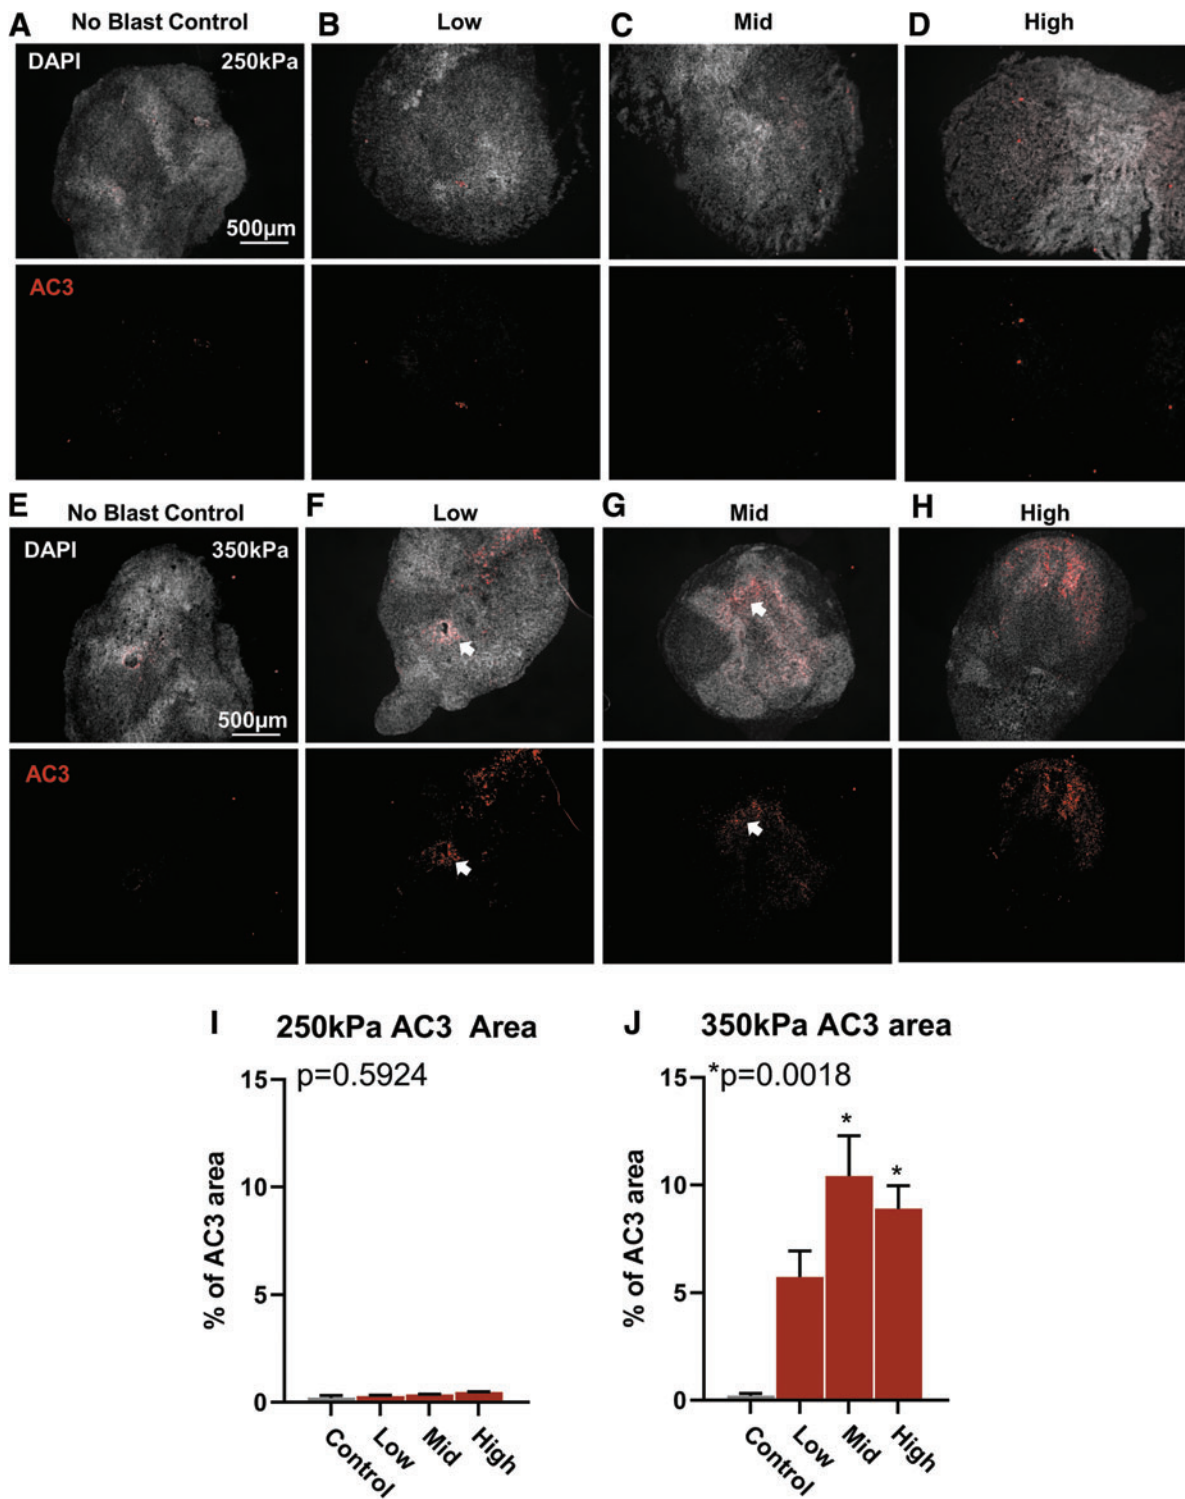 A No Blast Control B Low C Mid D High
DAPI 250kPa
500µm
AC3
E No Blast Control F Low G Mid H High
DAPI 350kPa
500µm
AC3
I 250kPa AC3 Area
p=0.5924
15
10
5
0
% of AC3 area
Control Low Mid High
J 350kPa AC3 area
*p=0.0018
15
10
5
0
% of AC3 area
* *
Control Low Mid High